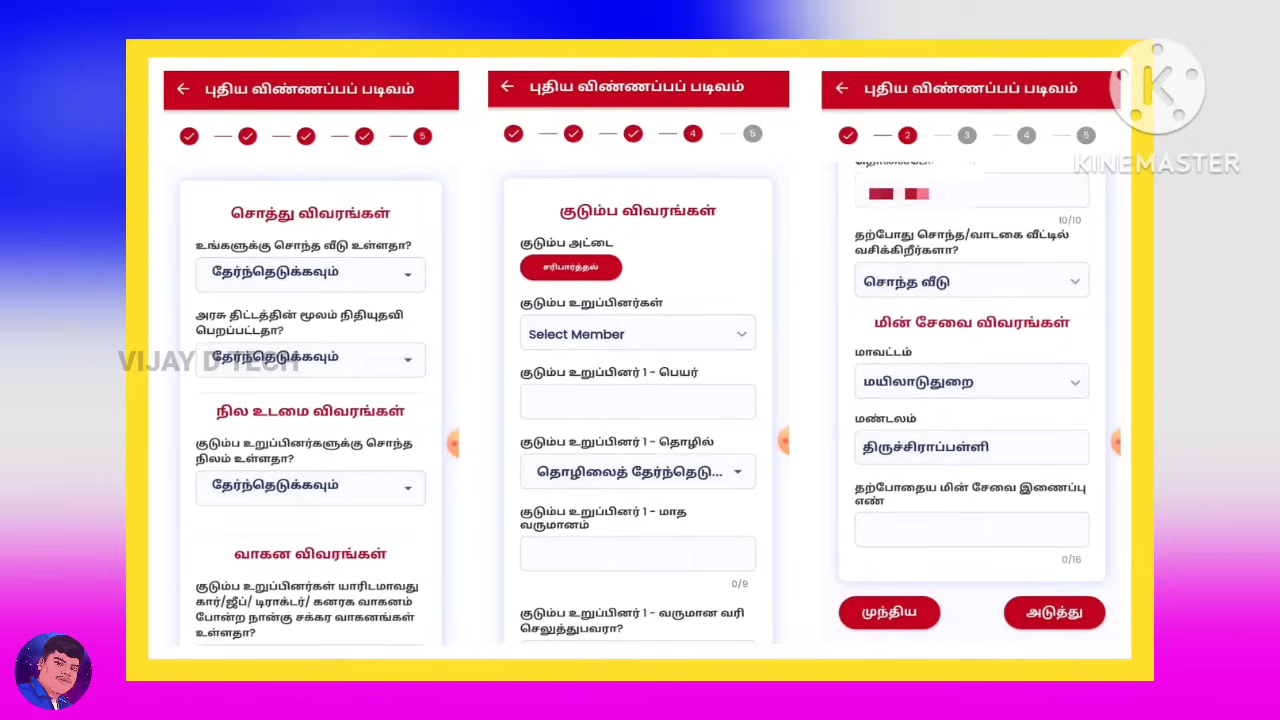 புதிய விண்ணப்பப் படிவம்
5
சொத்து விவரங்கள்
உங்களுக்கு சொந்த வீடு உள்ளதா?
தேர்ந்தெடுக்கவும்
அரசு திட்டத்தின் மூலம் நிதியுதவி
பெறப்பட்டதா?
தேர்ந்தெடுக்கவும்
நில உடமை விவரங்கள்
குடும்ப உறுப்பினர்களுக்கு சொந்த
நிலம் உள்ளதா?
தேர்ந்தெடுக்கவும்
வாகன விவரங்கள்
குடும்ப உறுப்பினர்கள் யாரிடமாவது
கார்/ஜீப்/ டிராக்டர்/ கனரக வாகனம்
போன்ற நான்கு சக்கர வாகனங்கள்
உள்ளதா?
புதிய விண்ணப்பப் படிவம்
4 5
குடும்ப விவரங்கள்
குடும்ப அட்டை
சரிபார்த்தல்
குடும்ப உறுப்பினர்கள்
Select Member
குடும்ப உறுப்பினர் 1 - பெயர்
குடும்ப உறுப்பினர் 1 - தொழில்
தொழிலைத் தேர்ந்தெடு...
குடும்ப உறுப்பினர் 1 - மாத
வருமானம்
0/9
குடும்ப உறுப்பினர் 1 - வருமான வரி
செலுத்துபவரா?
புதிய விண்ணப்பப் படிவம்
2 3 4 5
10/10
தற்போது சொந்த/வாடகை வீட்டில்
வசிக்கிறீர்களா?
சொந்த வீடு
மின் சேவை விவரங்கள்
மாவட்டம்
மயிலாடுதுறை
மண்டலம்
திருச்சிராப்பள்ளி
தற்போதைய மின் சேவை இணைப்பு
எண்
0/16
முந்திய
அடுத்து
K
KINEMASTER
VIJAY D TECH